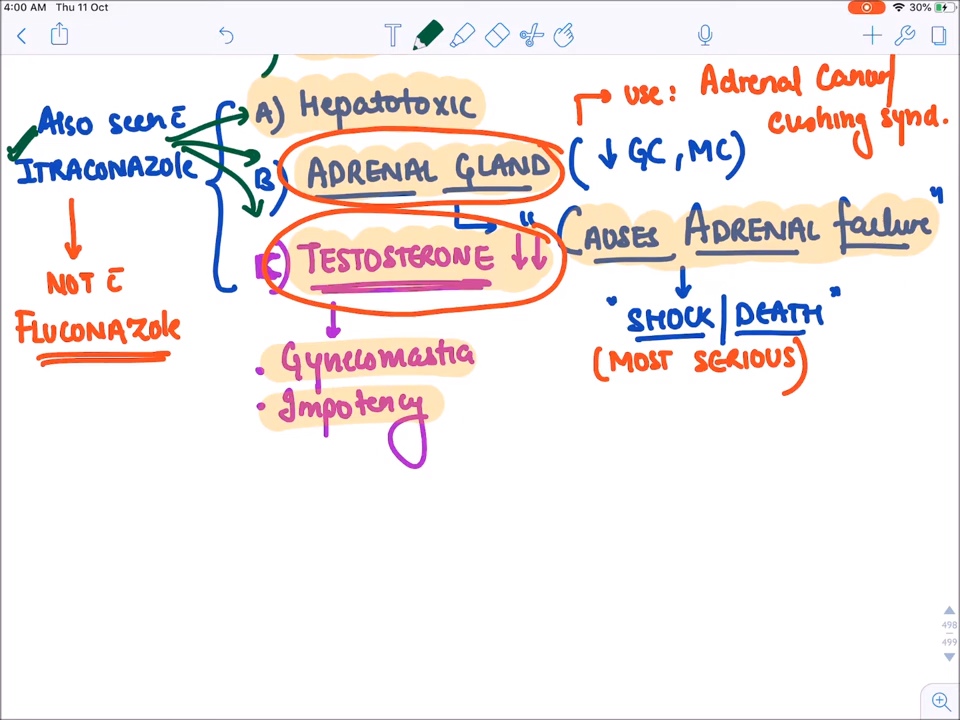 4:00 AM Thu 11 Oct
30%
T
A) Hepatotoxic
use: Adrenal Cancer/
cushing synd.
Also seen E
ITRACONAZOLE
B) ADRENAL GLAND (↓ GC, MC)
"CAUSES ADRENAL failure"
TESTOSTERONE ↓↓
NOT E
FLUCONAZOLE
"SHOCK | DEATH"
(MOST SERIOUS)
• Gynecomastia
• Impotency
498
499